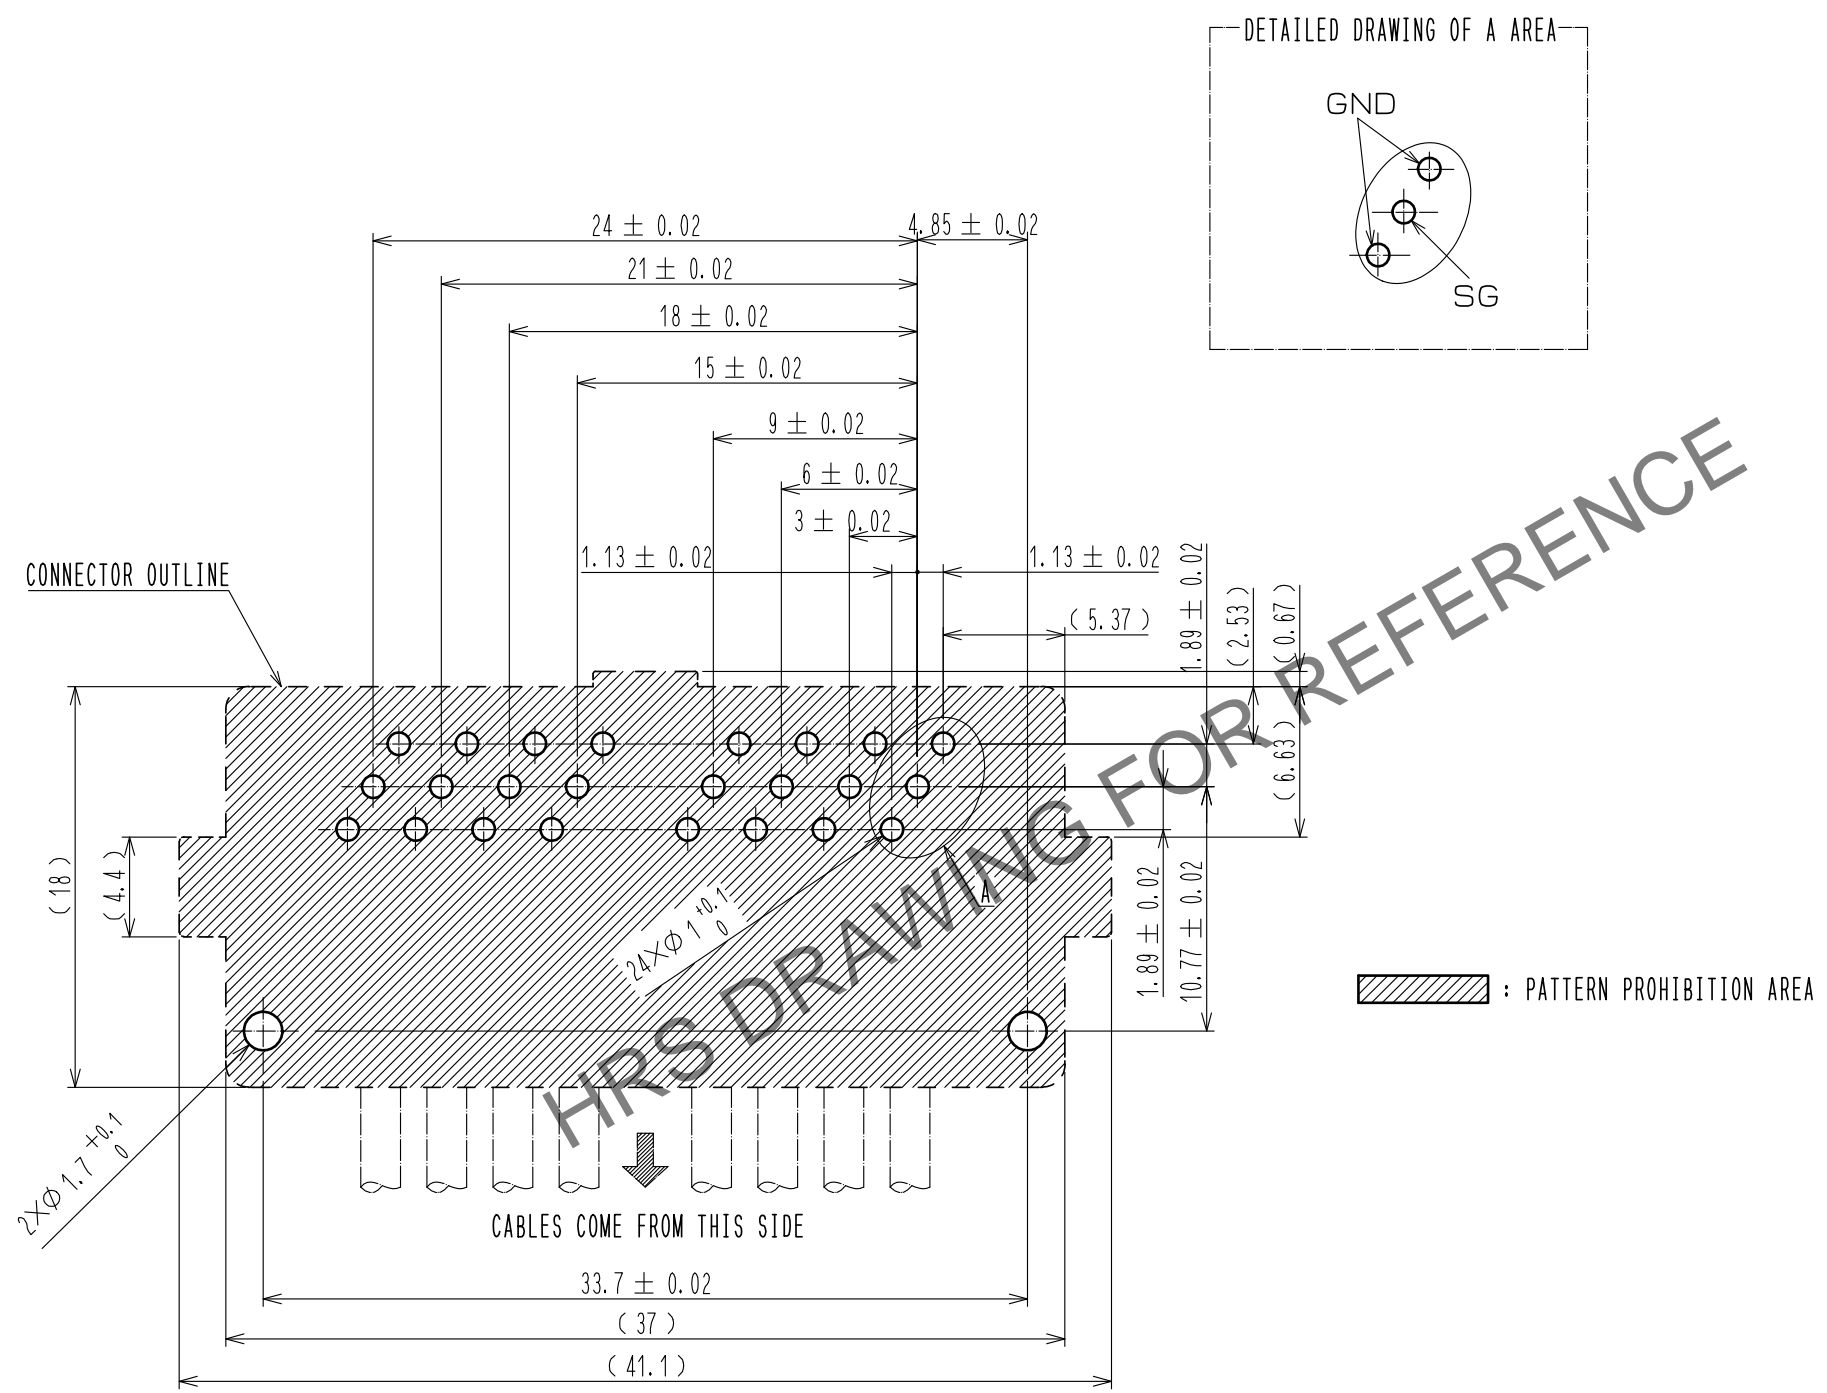 DETAILED DRAWING OF A AREA
GND
SG
24 ± 0.02
4.85 ± 0.02
21 ± 0.02
18 ± 0.02
15 ± 0.02
9 ± 0.02
6 ± 0.02
3 ± 0.02
1.13 ± 0.02
1.13 ± 0.02
1.89 ± 0.02
( 2.53 )
( 0.67 )
CONNECTOR OUTLINE
( 5.37 )
( 6.63 )
( 18 )
( 4.4 )
24×Ø1 +0.1 0
A
1.89 ± 0.02
10.77 ± 0.02
HRS DRAWING FOR REFERENCE
: PATTERN PROHIBITION AREA
2×Ø1.7 +0.1 0
CABLES COME FROM THIS SIDE
33.7 ± 0.02
( 37 )
( 41.1 )